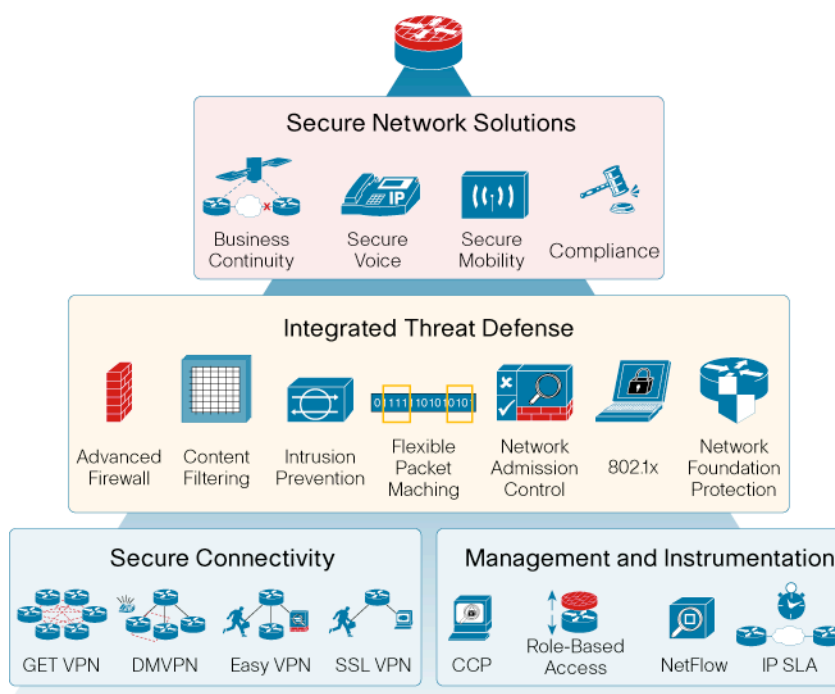 Secure Network Solutions
IP
Business
Continuity
Secure
Voice
Secure
Mobility
Compliance
Integrated Threat Defense
011111101010101
Advanced
Firewall
Content
Filtering
Intrusion
Prevention
Flexible
Packet
Maching
Network
Admission
Control
802.1x
Network
Foundation
Protection
Secure Connectivity
GET VPN
DMVPN
Easy VPN
SSL VPN
Management and Instrumentation
CCP
Role-Based
Access
NetFlow
IP SLA